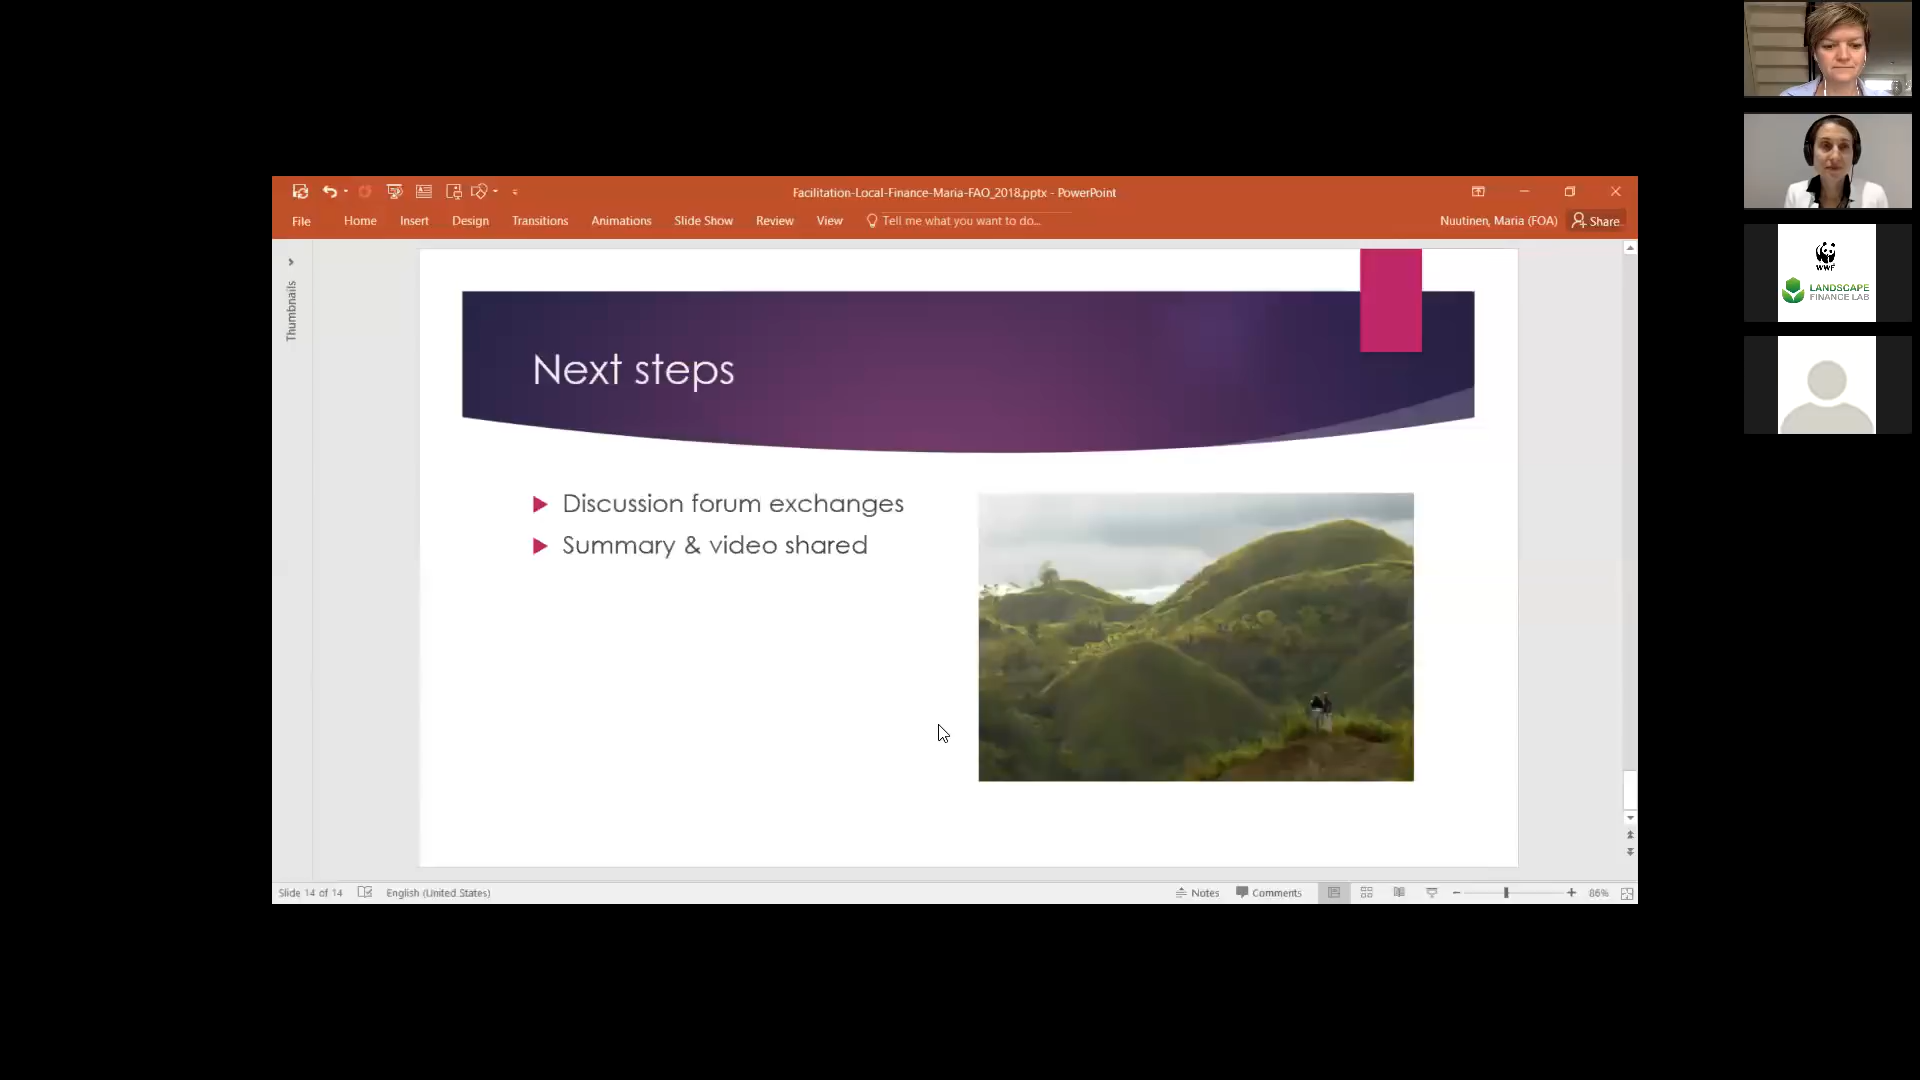 Facilitation-Local-Finance-Maria-FAO_2018.pptx - PowerPoint
File Home Insert Design Transitions Animations Slide Show Review View Tell me what you want to do... Nuutinen, Maria (FOA) Share
Thumbnails
Next steps
Discussion forum exchanges
Summary & video shared
Slide 14 of 14 English (United States) Notes Comments 86%
WWF
LANDSCAPE
FINANCE LAB